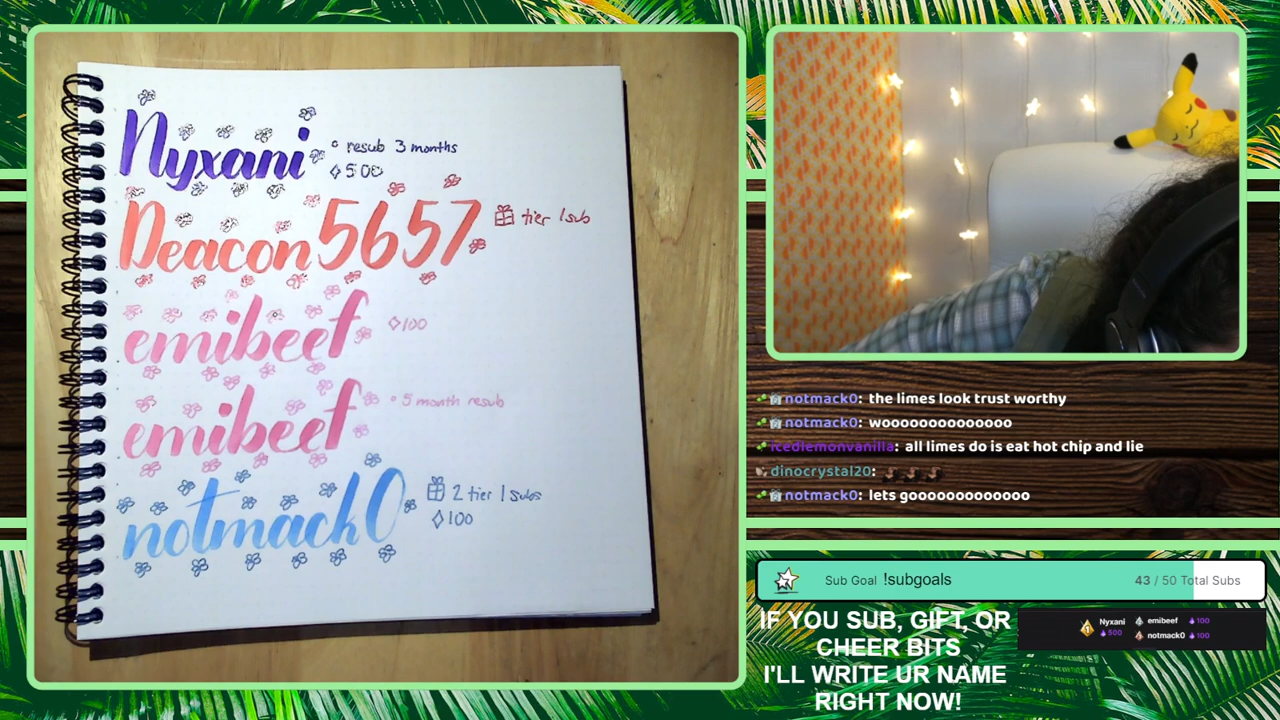 Nyxani
° resub 3 months
◊ 500
Deacon5657
tier 1 sub
emibeef
◊ 100
emibeef
° 5 month resub
notmack0
2 tier 1 subs
◊ 100
notmack0: the limes look trust worthy
notmack0: woooooooooooooo
icedlemonvanilla: all limes do is eat hot chip and lie
dinocrystal20:
notmack0: lets gooooooooooooo
Sub Goal !subgoals 43 / 50 Total Subs
IF YOU SUB, GIFT, OR
CHEER BITS
I'LL WRITE UR NAME
RIGHT NOW!
1 Nyxani 500
emibeef 100
notmack0 100